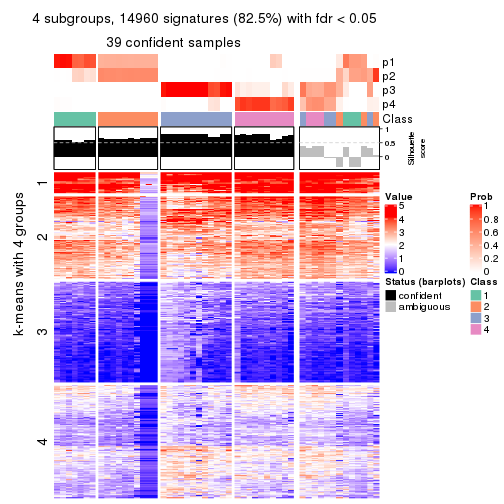 4 subgroups, 14960 signatures (82.5%) with fdr < 0.05
39 confident samples
p1
p2
p3
p4
Class
1
0.5
0
Silhouette
score
k-means with 4 groups
1
2
3
4
Value
5
4
3
2
1
0
Prob
1
0.8
0.6
0.4
0.2
0
Status (barplots)
confident
ambiguous
Class
1
2
3
4